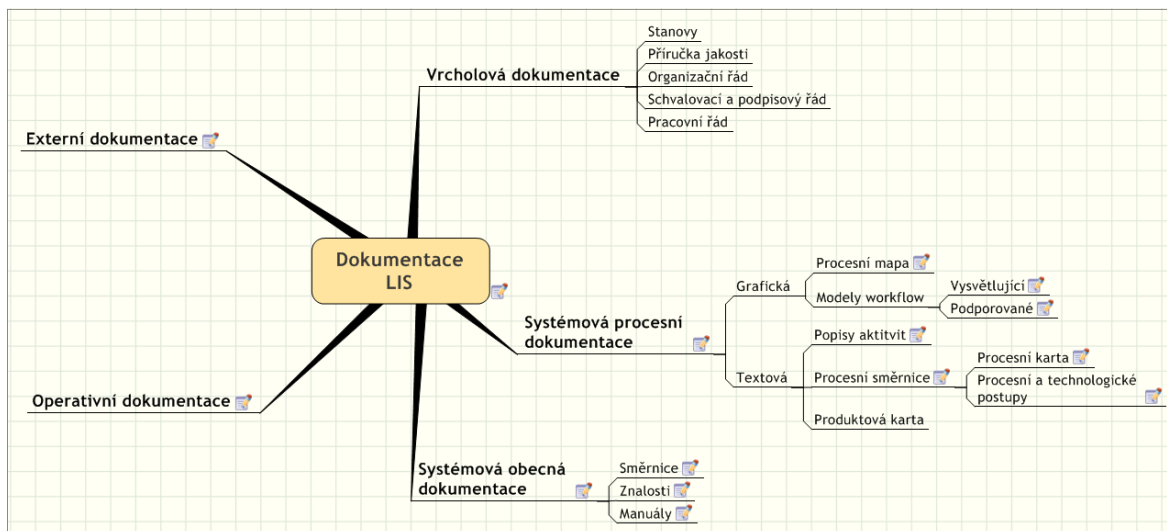 Stanovy
Příručka jakosti
Vrcholová dokumentace
Organizační řád
Schvalovací a podpisový řád
Pracovní řád
Externí dokumentace
Dokumentace
LIS
Procesní mapa
Grafická
Modely workflow
Vysvětlující
Podporované
Systémová procesní
dokumentace
Popisy aktitvit
Textová
Procesní směrnice
Procesní karta
Procesní a technologické
postupy
Produktová karta
Operativní dokumentace
Systémová obecná
dokumentace
Směrnice
Znalosti
Manuály